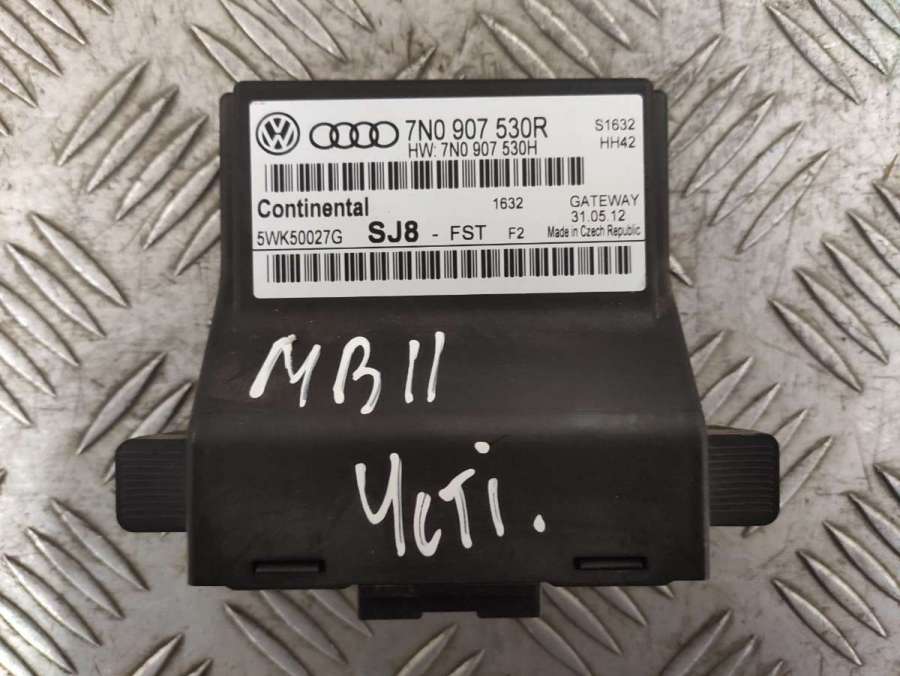 7N0 907 530R
HW: 7N0 907 530H
S1632
HH42
Continental
1632
GATEWAY
31.05.12
5WK50027G SJ8 - FST F2
Made in Czech Republic
MB11